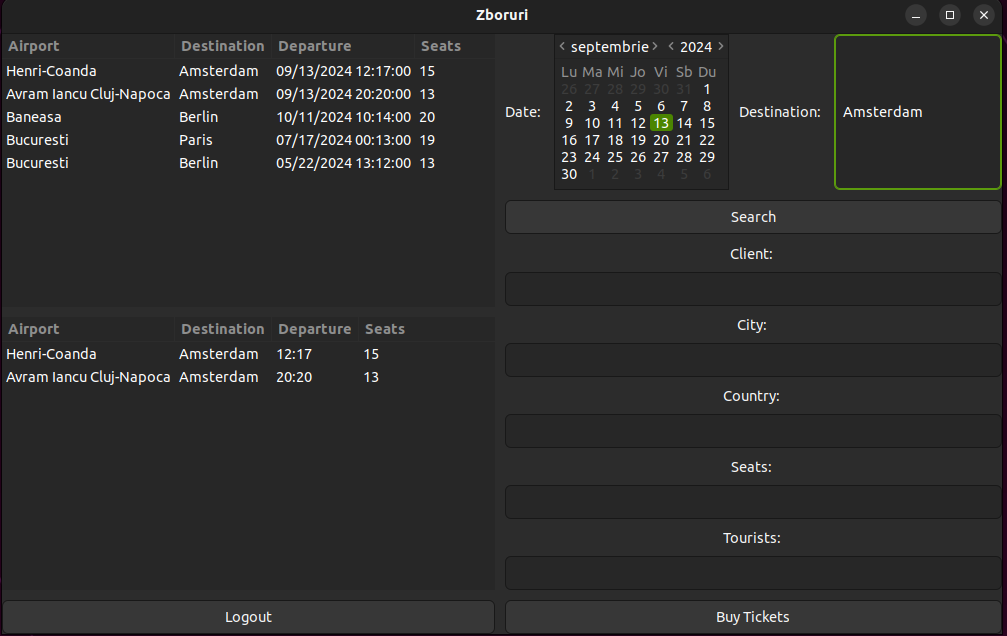 Zboruri
Airport Destination Departure Seats
Henri-Coanda Amsterdam 09/13/2024 12:17:00 15
Avram Iancu Cluj-Napoca Amsterdam 09/13/2024 20:20:00 13
Baneasa Berlin 10/11/2024 10:14:00 20
Bucuresti Paris 07/17/2024 00:13:00 19
Bucuresti Berlin 05/22/2024 13:12:00 13
Airport Destination Departure Seats
Henri-Coanda Amsterdam 12:17 15
Avram Iancu Cluj-Napoca Amsterdam 20:20 13
Logout
Date:
septembrie 2024
Lu Ma Mi Jo Vi Sb Du
26 27 28 29 30 31 1
2 3 4 5 6 7 8
9 10 11 12 13 14 15
16 17 18 19 20 21 22
23 24 25 26 27 28 29
30 1 2 3 4 5 6
Destination:
Amsterdam
Search
Client:
City:
Country:
Seats:
Tourists:
Buy Tickets